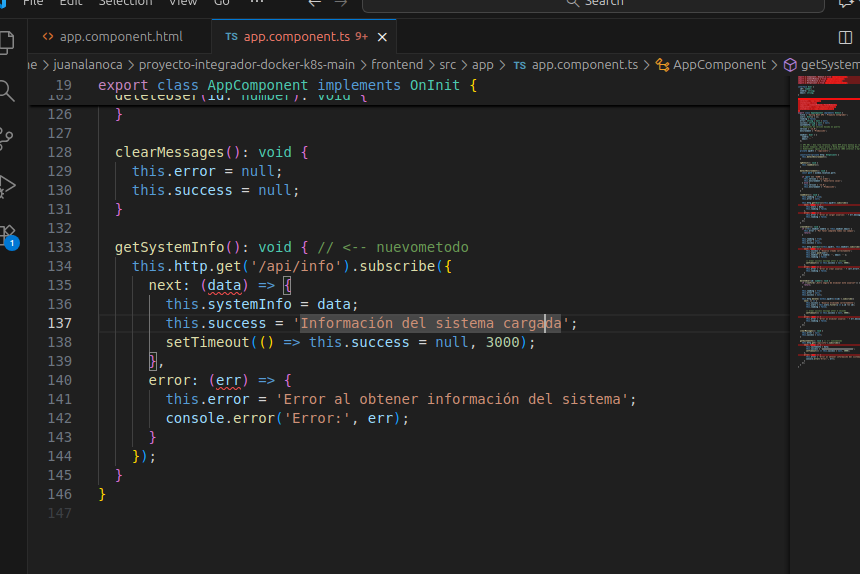 File Edit Selection View Go ··· Search
app.component.html TS app.component.ts 9+
juanalanoca > proyecto-integrador-docker-k8s-main > frontend > src > app > TS app.component.ts > AppComponent > getSystem
19 export class AppComponent implements OnInit {
103 deleteUser(id: number): void {
126 }
127
128 clearMessages(): void {
129 this.error = null;
130 this.success = null;
131 }
132
133 getSystemInfo(): void { // <-- nuevometodo
134 this.http.get('/api/info').subscribe({
135 next: (data) => {
136 this.systemInfo = data;
137 this.success = 'Información del sistema cargada';
138 setTimeout(() => this.success = null, 3000);
139 },
140 error: (err) => {
141 this.error = 'Error al obtener información del sistema';
142 console.error('Error:', err);
143 }
144 });
145 }
146 }
147
1